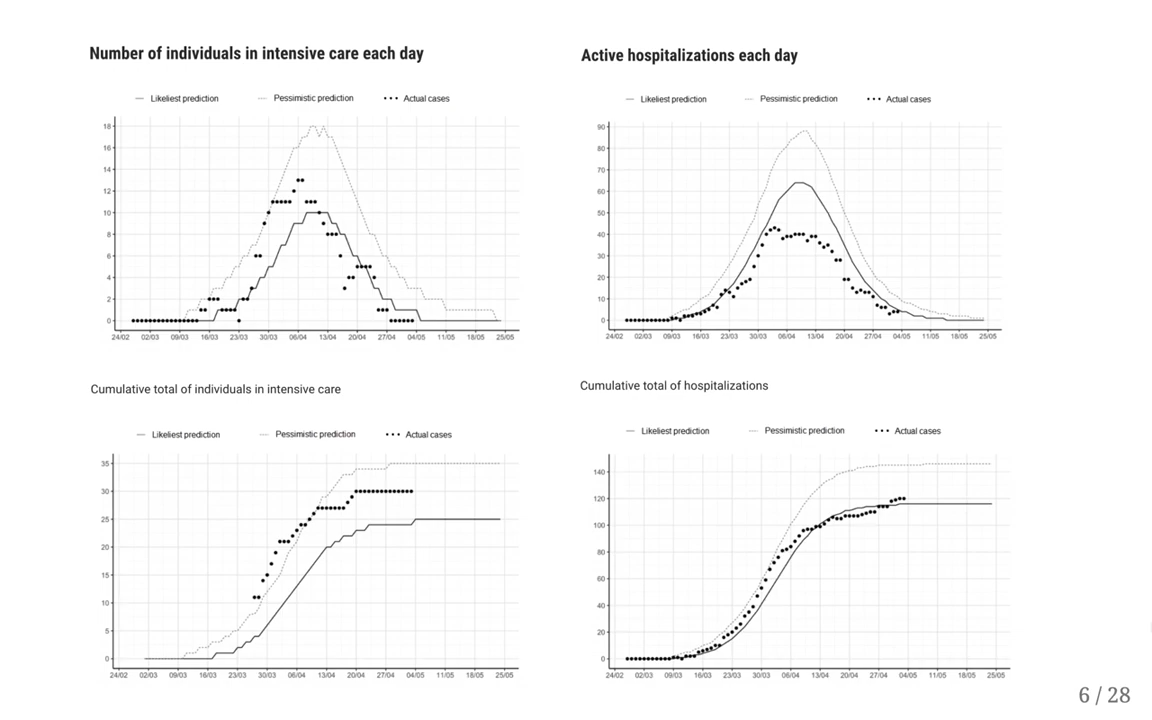 Number of individuals in intensive care each day
Likeliest prediction Pessimistic prediction Actual cases
18
16
14
12
10
8
6
4
2
0
24/02 02/03 09/03 16/03 23/03 30/03 06/04 13/04 20/04 27/04 04/05 11/05 18/05 25/05
Active hospitalizations each day
Likeliest prediction Pessimistic prediction Actual cases
90
80
70
60
50
40
30
20
10
0
24/02 02/03 09/03 16/03 23/03 30/03 06/04 13/04 20/04 27/04 04/05 11/05 18/05 25/05
Cumulative total of individuals in intensive care
Likeliest prediction Pessimistic prediction Actual cases
35
30
25
20
15
10
5
0
24/02 02/03 09/03 16/03 23/03 30/03 06/04 13/04 20/04 27/04 04/05 11/05 18/05 25/05
Cumulative total of hospitalizations
Likeliest prediction Pessimistic prediction Actual cases
140
120
100
80
60
40
20
0
24/02 02/03 09/03 16/03 23/03 30/03 06/04 13/04 20/04 27/04 04/05 11/05 18/05 25/05
6 / 28